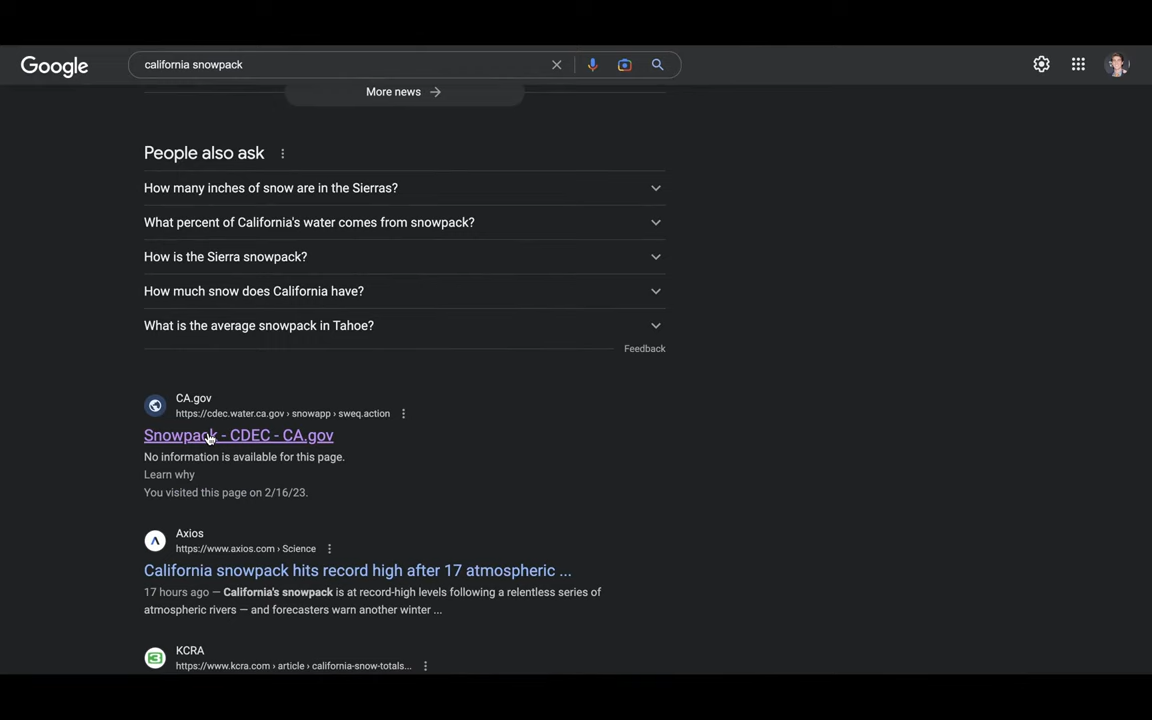 Google
california snowpack
More news
People also ask
How many inches of snow are in the Sierras?
What percent of California's water comes from snowpack?
How is the Sierra snowpack?
How much snow does California have?
What is the average snowpack in Tahoe?
Feedback
CA.gov
https://cdec.water.ca.gov › snowapp › sweq.action
Snowpack - CDEC - CA.gov
No information is available for this page.
Learn why
You visited this page on 2/16/23.
Axios
https://www.axios.com › Science
California snowpack hits record high after 17 atmospheric ...
17 hours ago — California's snowpack is at record-high levels following a relentless series of
atmospheric rivers — and forecasters warn another winter ...
KCRA
https://www.kcra.com › article › california-snow-totals...